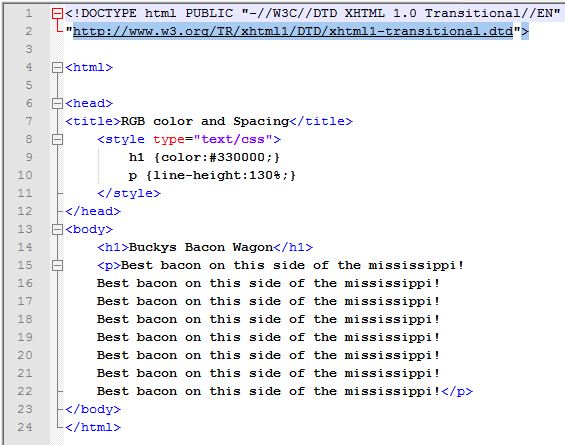 1 <!DOCTYPE html PUBLIC "-//W3C//DTD XHTML 1.0 Transitional//EN"
2 "http://www.w3.org/TR/xhtml1/DTD/xhtml1-transitional.dtd">
3
4 <html>
5
6 <head>
7 <title>RGB color and Spacing</title>
8     <style type="text/css">
9         h1 {color:#330000;}
10         p {line-height:130%;}
11     </style>
12 </head>
13 <body>
14     <h1>Buckys Bacon Wagon</h1>
15     <p>Best bacon on this side of the mississippi!
16     Best bacon on this side of the mississippi!
17     Best bacon on this side of the mississippi!
18     Best bacon on this side of the mississippi!
19     Best bacon on this side of the mississippi!
20     Best bacon on this side of the mississippi!
21     Best bacon on this side of the mississippi!
22     Best bacon on this side of the mississippi!</p>
23 </body>
24 </html>